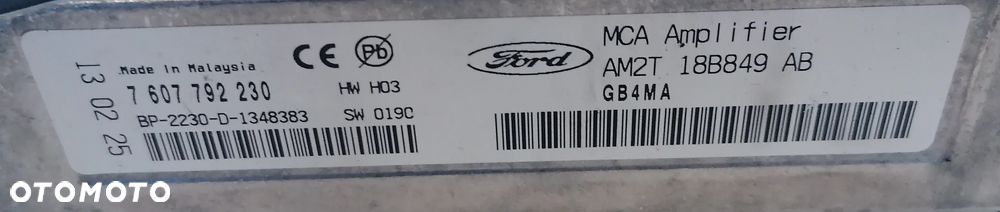 13 02 25
Made in Malaysia
CE Pb
7 607 792 230 HW H03
BP-2230-D-1348383 SW 019C
Ford
MCA Amplifier
AM2T 18B849 AB
GB4MA
OTOMOTO